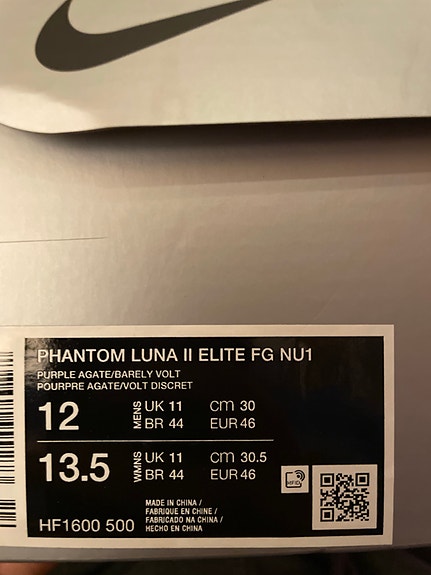 PHANTOM LUNA II ELITE FG NU1
PURPLE AGATE/BARELY VOLT
POURPRE AGATE/VOLT DISCRET
12 MENS UK 11 cm 30
BR 44 EUR 46
13.5 WMNS UK 11 cm 30.5
BR 44 EUR 46
HF1600 500
MADE IN CHINA /
FABRIQUE EN CHINE /
FABRICADO NA CHINA /
HECHO EN CHINA
RFID